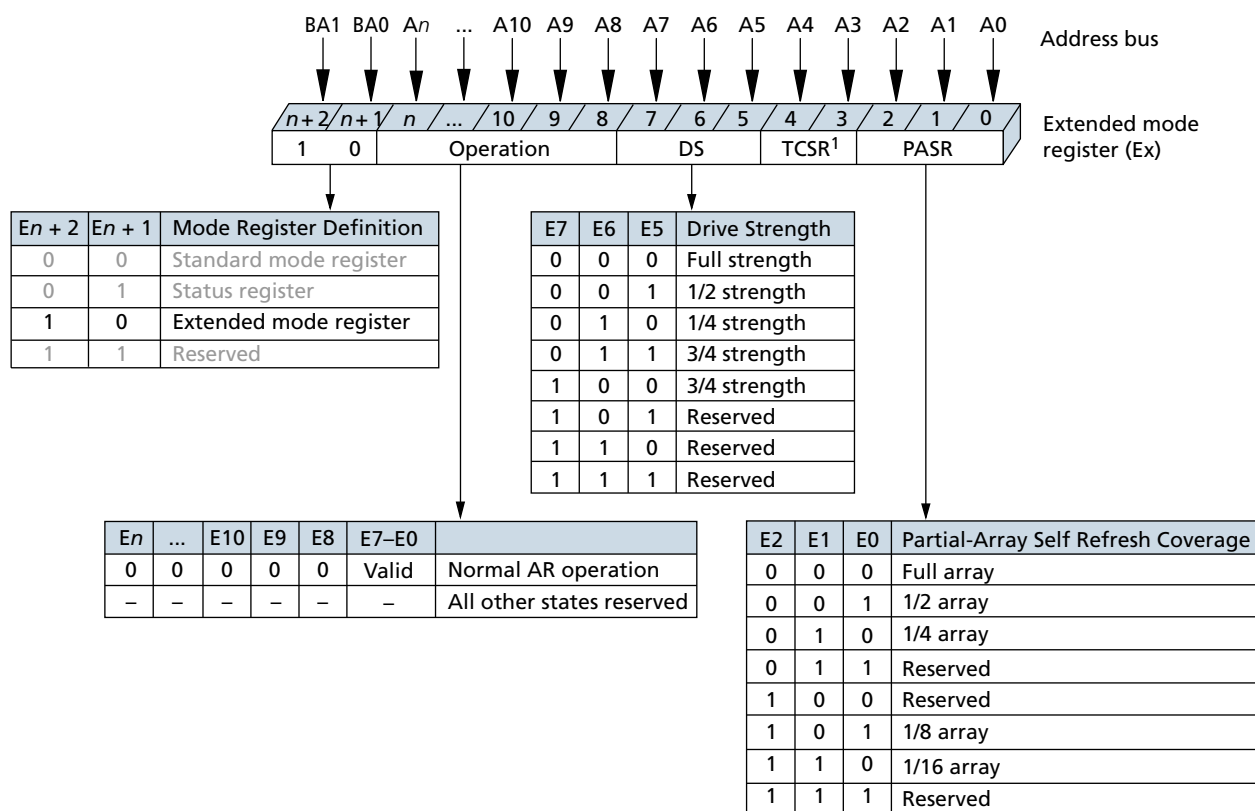 BA1 BA0 An ... A10 A9 A8 A7 A6 A5 A4 A3 A2 A1 A0 Address bus
n + 2 n + 1 n ... 10 9 8 7 6 5 4 3 2 1 0
Extended mode
register (Ex)
1 0 Operation DS TCSR1 PASR
En + 2 En + 1 Mode Register Definition
0 0 Standard mode register
0 1 Status register
1 0 Extended mode register
1 1 Reserved
E7 E6 E5 Drive Strength
0 0 0 Full strength
0 0 1 1/2 strength
0 1 0 1/4 strength
0 1 1 3/4 strength
1 0 0 3/4 strength
1 0 1 Reserved
1 1 0 Reserved
1 1 1 Reserved
En ... E10 E9 E8 E7–E0
0 0 0 0 0 Valid Normal AR operation
– – – – – – All other states reserved
E2 E1 E0 Partial-Array Self Refresh Coverage
0 0 0 Full array
0 0 1 1/2 array
0 1 0 1/4 array
0 1 1 Reserved
1 0 0 Reserved
1 0 1 1/8 array
1 1 0 1/16 array
1 1 1 Reserved